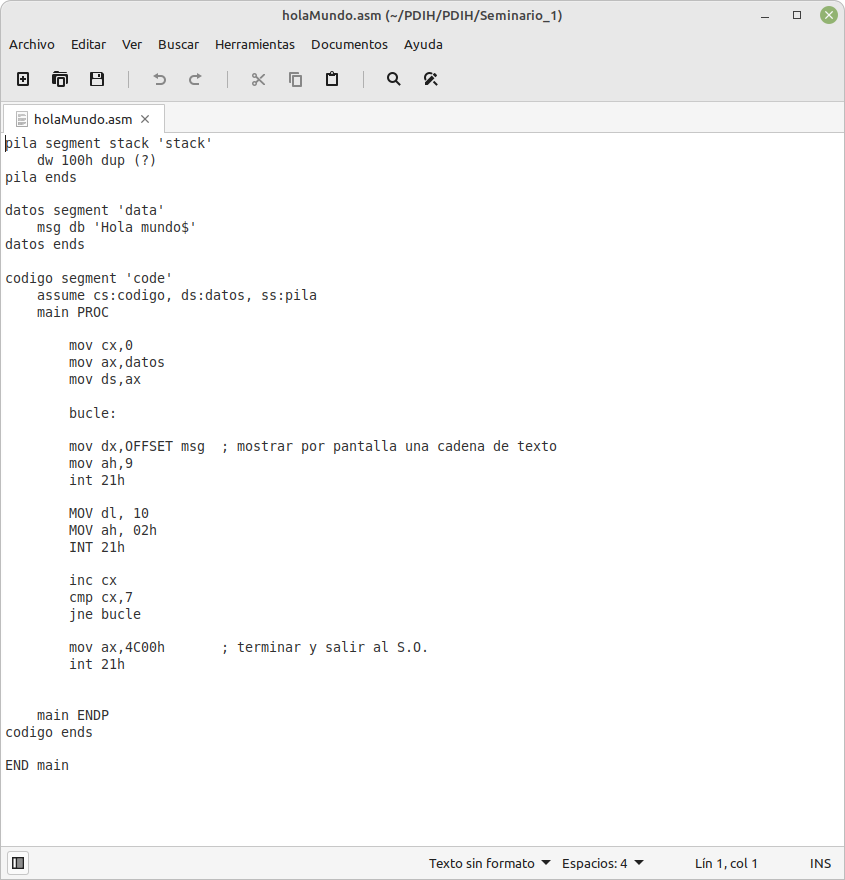 holaMundo.asm (~/PDIH/PDIH/Seminario_1)
Archivo Editar Ver Buscar Herramientas Documentos Ayuda
holaMundo.asm
pila segment stack 'stack'
    dw 100h dup (?)
pila ends

datos segment 'data'
    msg db 'Hola mundo$'
datos ends

codigo segment 'code'
    assume cs:codigo, ds:datos, ss:pila
    main PROC

        mov cx,0
        mov ax,datos
        mov ds,ax

        bucle:

        mov dx,OFFSET msg  ; mostrar por pantalla una cadena de texto
        mov ah,9
        int 21h

        MOV dl, 10
        MOV ah, 02h
        INT 21h

        inc cx
        cmp cx,7
        jne bucle

        mov ax,4C00h       ; terminar y salir al S.O.
        int 21h


    main ENDP
codigo ends

END main
Texto sin formato Espacios: 4 Lín 1, col 1 INS